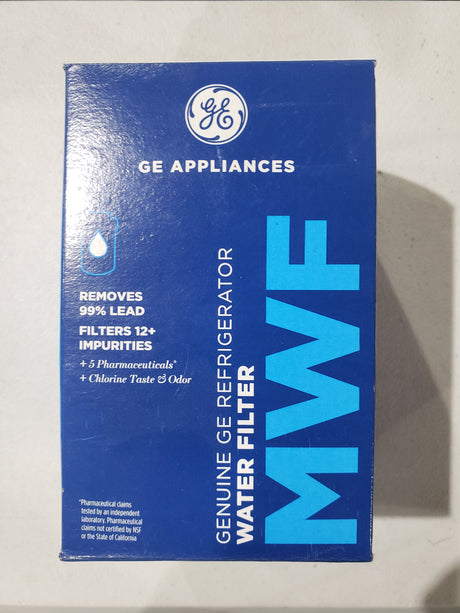 GE
GE APPLIANCES
REMOVES
99% LEAD
FILTERS 12+
IMPURITIES
+ 5 Pharmaceuticals*
+ Chlorine Taste & Odor
GENUINE GE REFRIGERATOR
WATER FILTER
MWF
*Pharmaceutical claims
tested by an independent
laboratory. Pharmaceutical
claims not certified by NSF
or the State of California